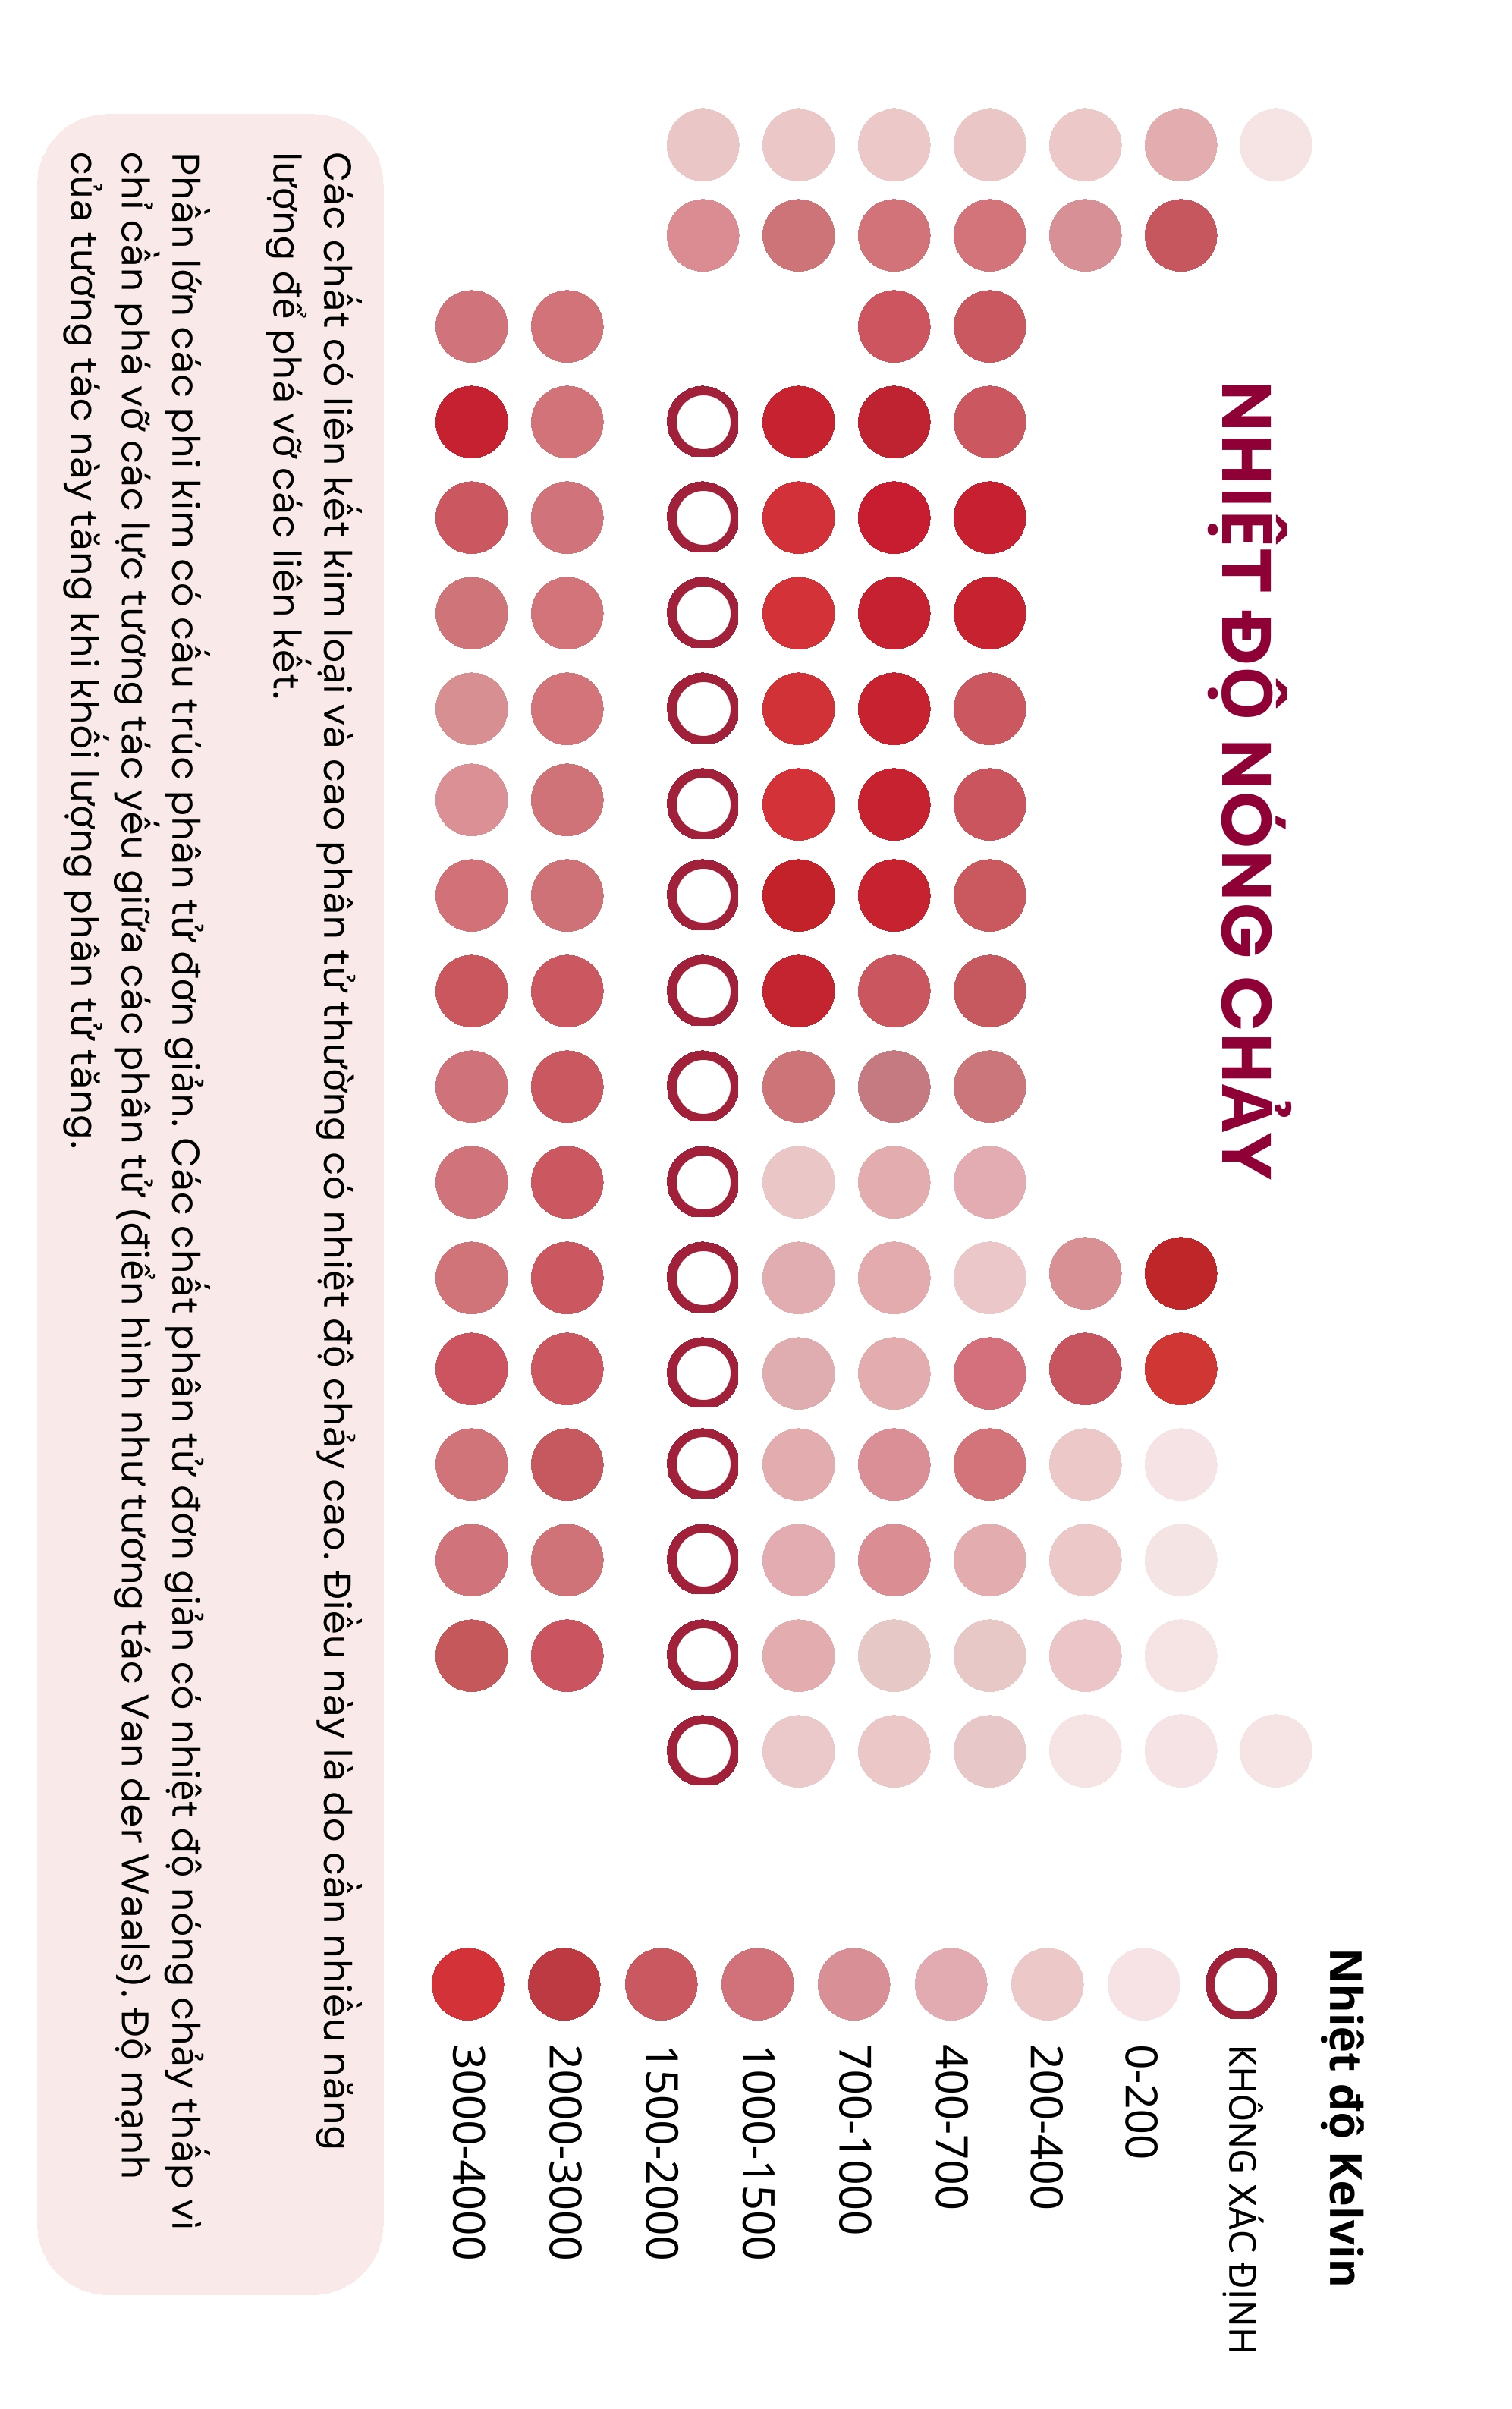 NHIỆT ĐỘ NÓNG CHẢY
Nhiệt độ Kelvin
KHÔNG XÁC ĐỊNH
0-200
200-400
400-700
700-1000
1000-1500
1500-2000
2000-3000
3000-4000
Các chất có liên kết kim loại và cao phân tử thường có nhiệt độ chảy cao. Điều này là do cần nhiều năng
lượng để phá vỡ các liên kết.
Phần lớn các phi kim có cấu trúc phân tử đơn giản. Các chát phân tử đơn giản có nhiệt độ nóng chảy thấp vì
chỉ cần phá vỡ các lực tương tác yếu giữa các phân tử (điển hình như tương tác Van der Waals). Độ mạnh
của tương tác này tăng khi khối lượng phân tử tăng.